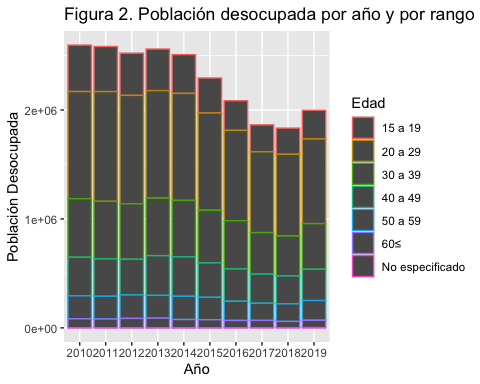 Figura 2. Población desocupada por año y por rango
Población Desocupada
2e+06
1e+06
0e+00
2010 2011 2012 2013 2014 2015 2016 2017 2018 2019
Año
Edad
15 a 19
20 a 29
30 a 39
40 a 49
50 a 59
60≤
No especificado